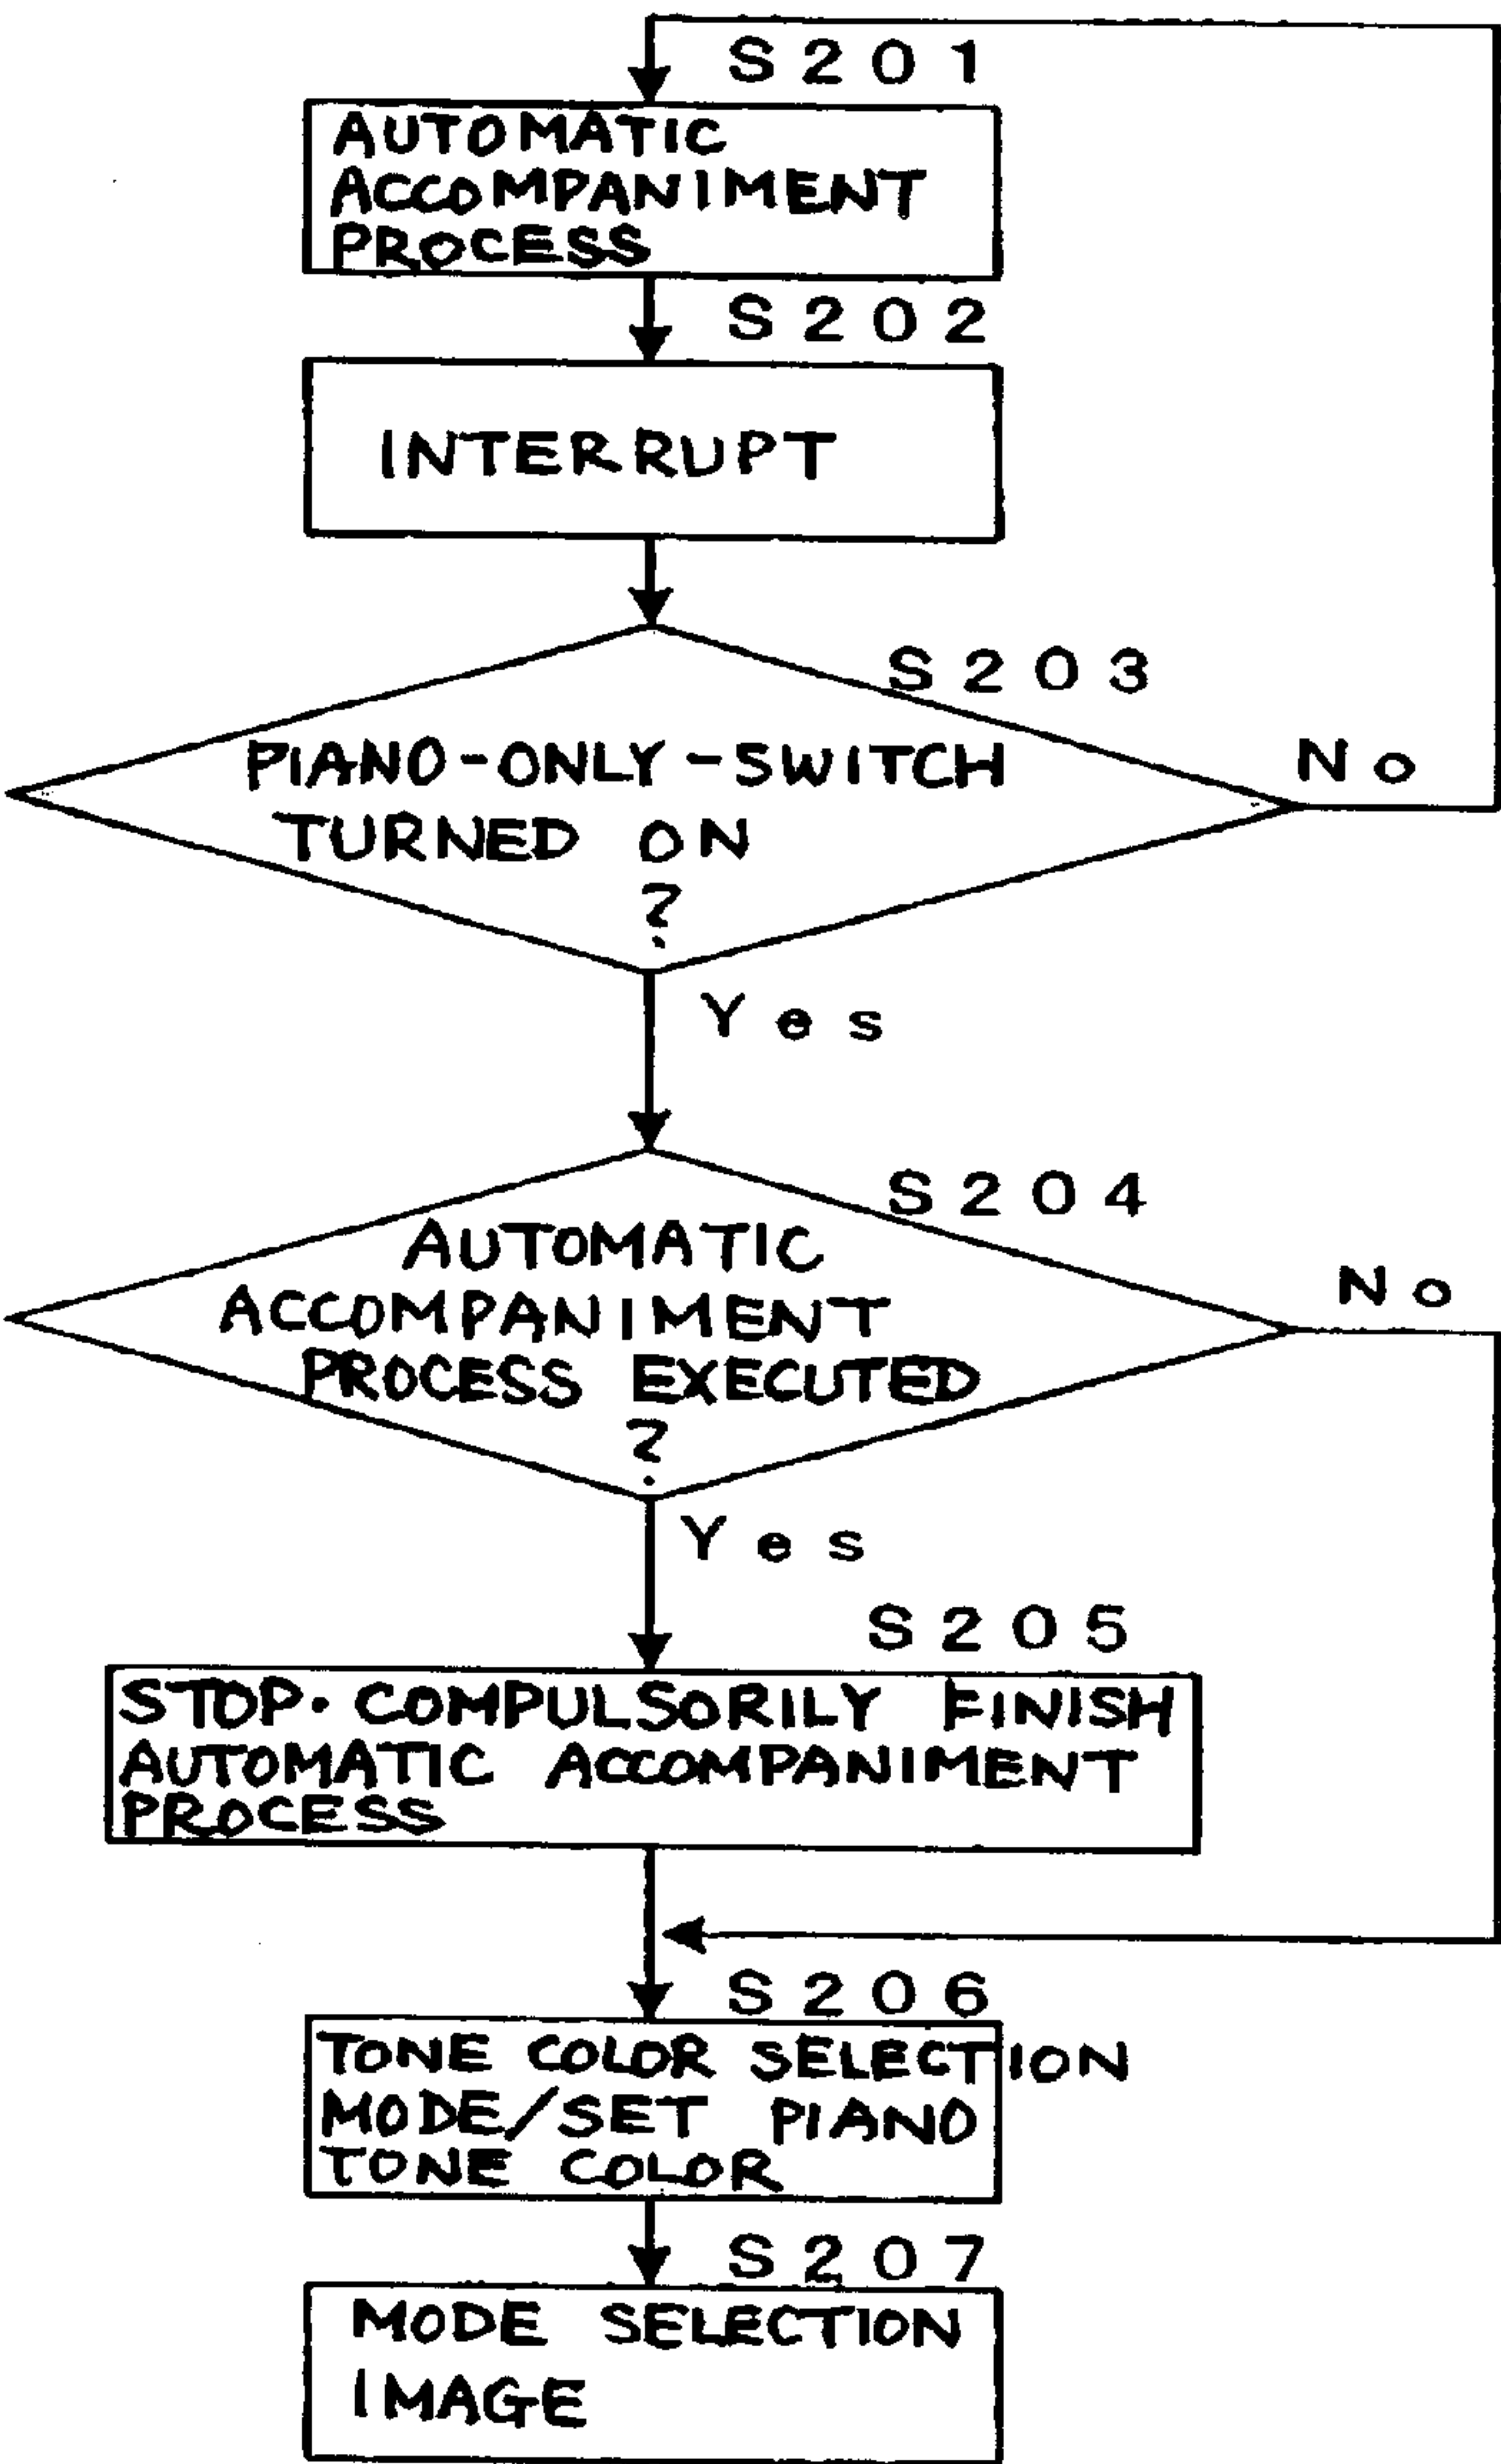 S201
AUTOMATIC
ACCOMPANIMENT
PROCESS
S202
INTERRUPT
S203
PIANO-ONLY-SWITCH
TURNED ON
?
No
Yes
S204
AUTOMATIC
ACCOMPANIMENT
PROCESS EXECUTED
?
No
Yes
S205
STOP·COMPULSORILY FINISH
AUTOMATIC ACCOMPANIMENT
PROCESS
S206
TONE COLOR SELECTION
MODE/SET PIANO
TONE COLOR
S207
MODE SELECTION
IMAGE